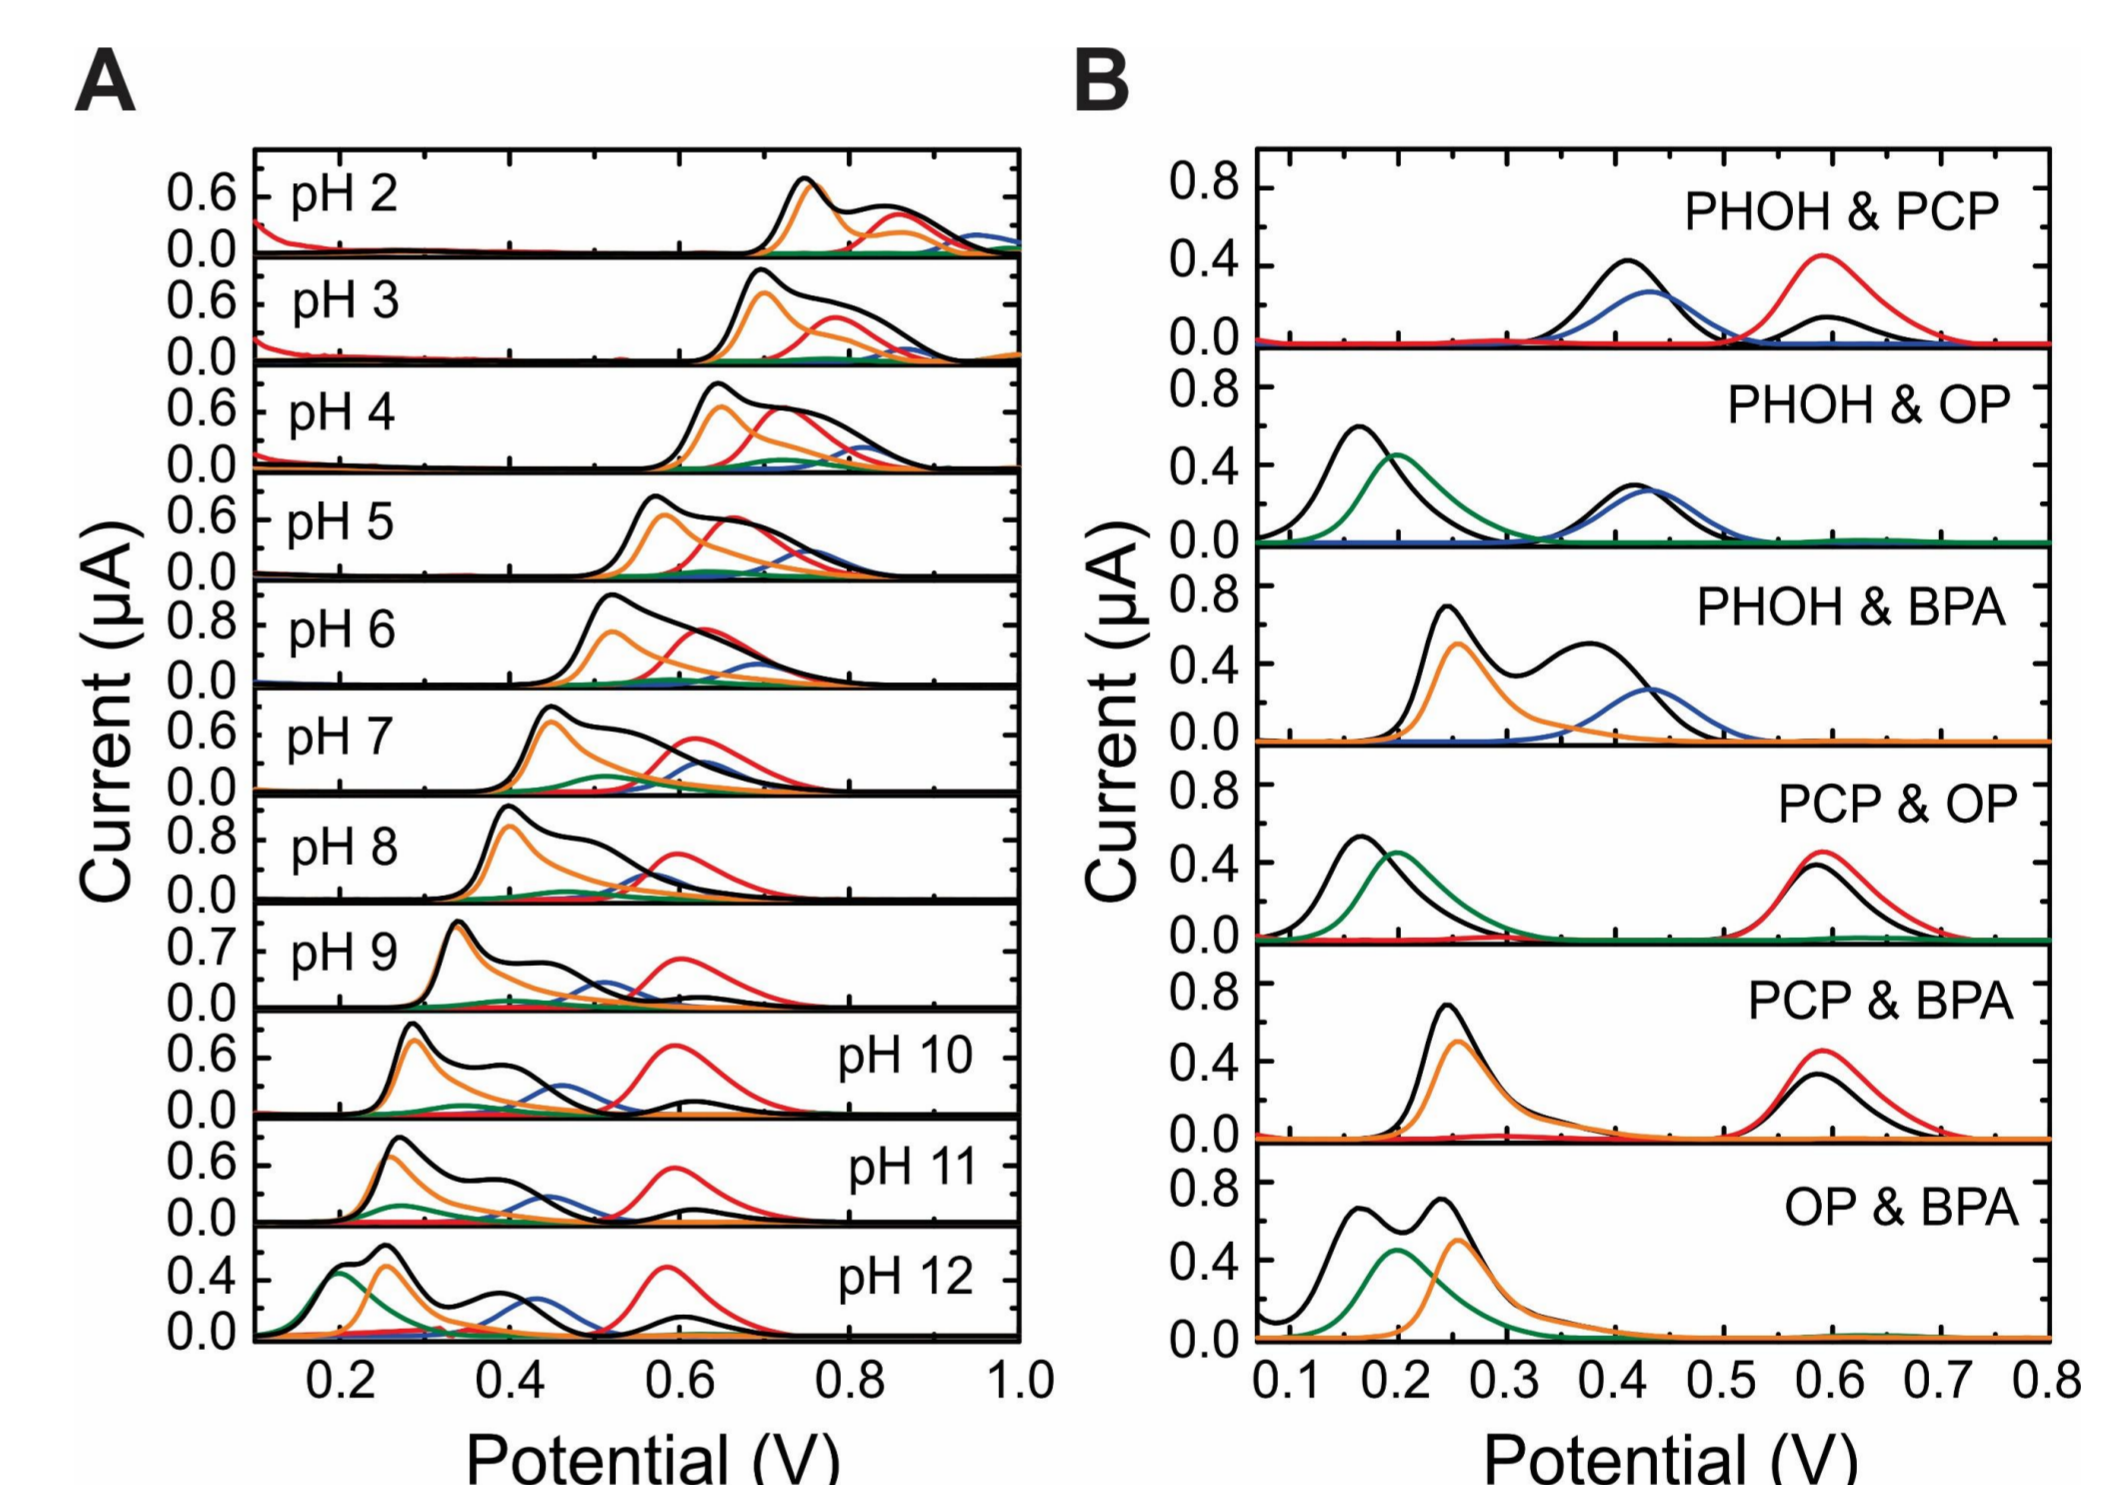 A
B
Current (µA)
0.6
0.0
pH 2
0.6
0.0
pH 3
0.6
0.0
pH 4
0.6
0.0
pH 5
0.8
0.0
pH 6
0.6
0.0
pH 7
0.8
0.0
pH 8
0.7
0.0
pH 9
0.6
0.0
pH 10
0.6
0.0
pH 11
0.4
0.0
pH 12
0.2 0.4 0.6 0.8 1.0
Potential (V)
Current (µA)
0.8
0.4
0.0
PHOH & PCP
0.8
0.4
0.0
PHOH & OP
0.8
0.4
0.0
PHOH & BPA
0.8
0.4
0.0
PCP & OP
0.8
0.4
0.0
PCP & BPA
0.8
0.4
0.0
OP & BPA
0.1 0.2 0.3 0.4 0.5 0.6 0.7 0.8
Potential (V)